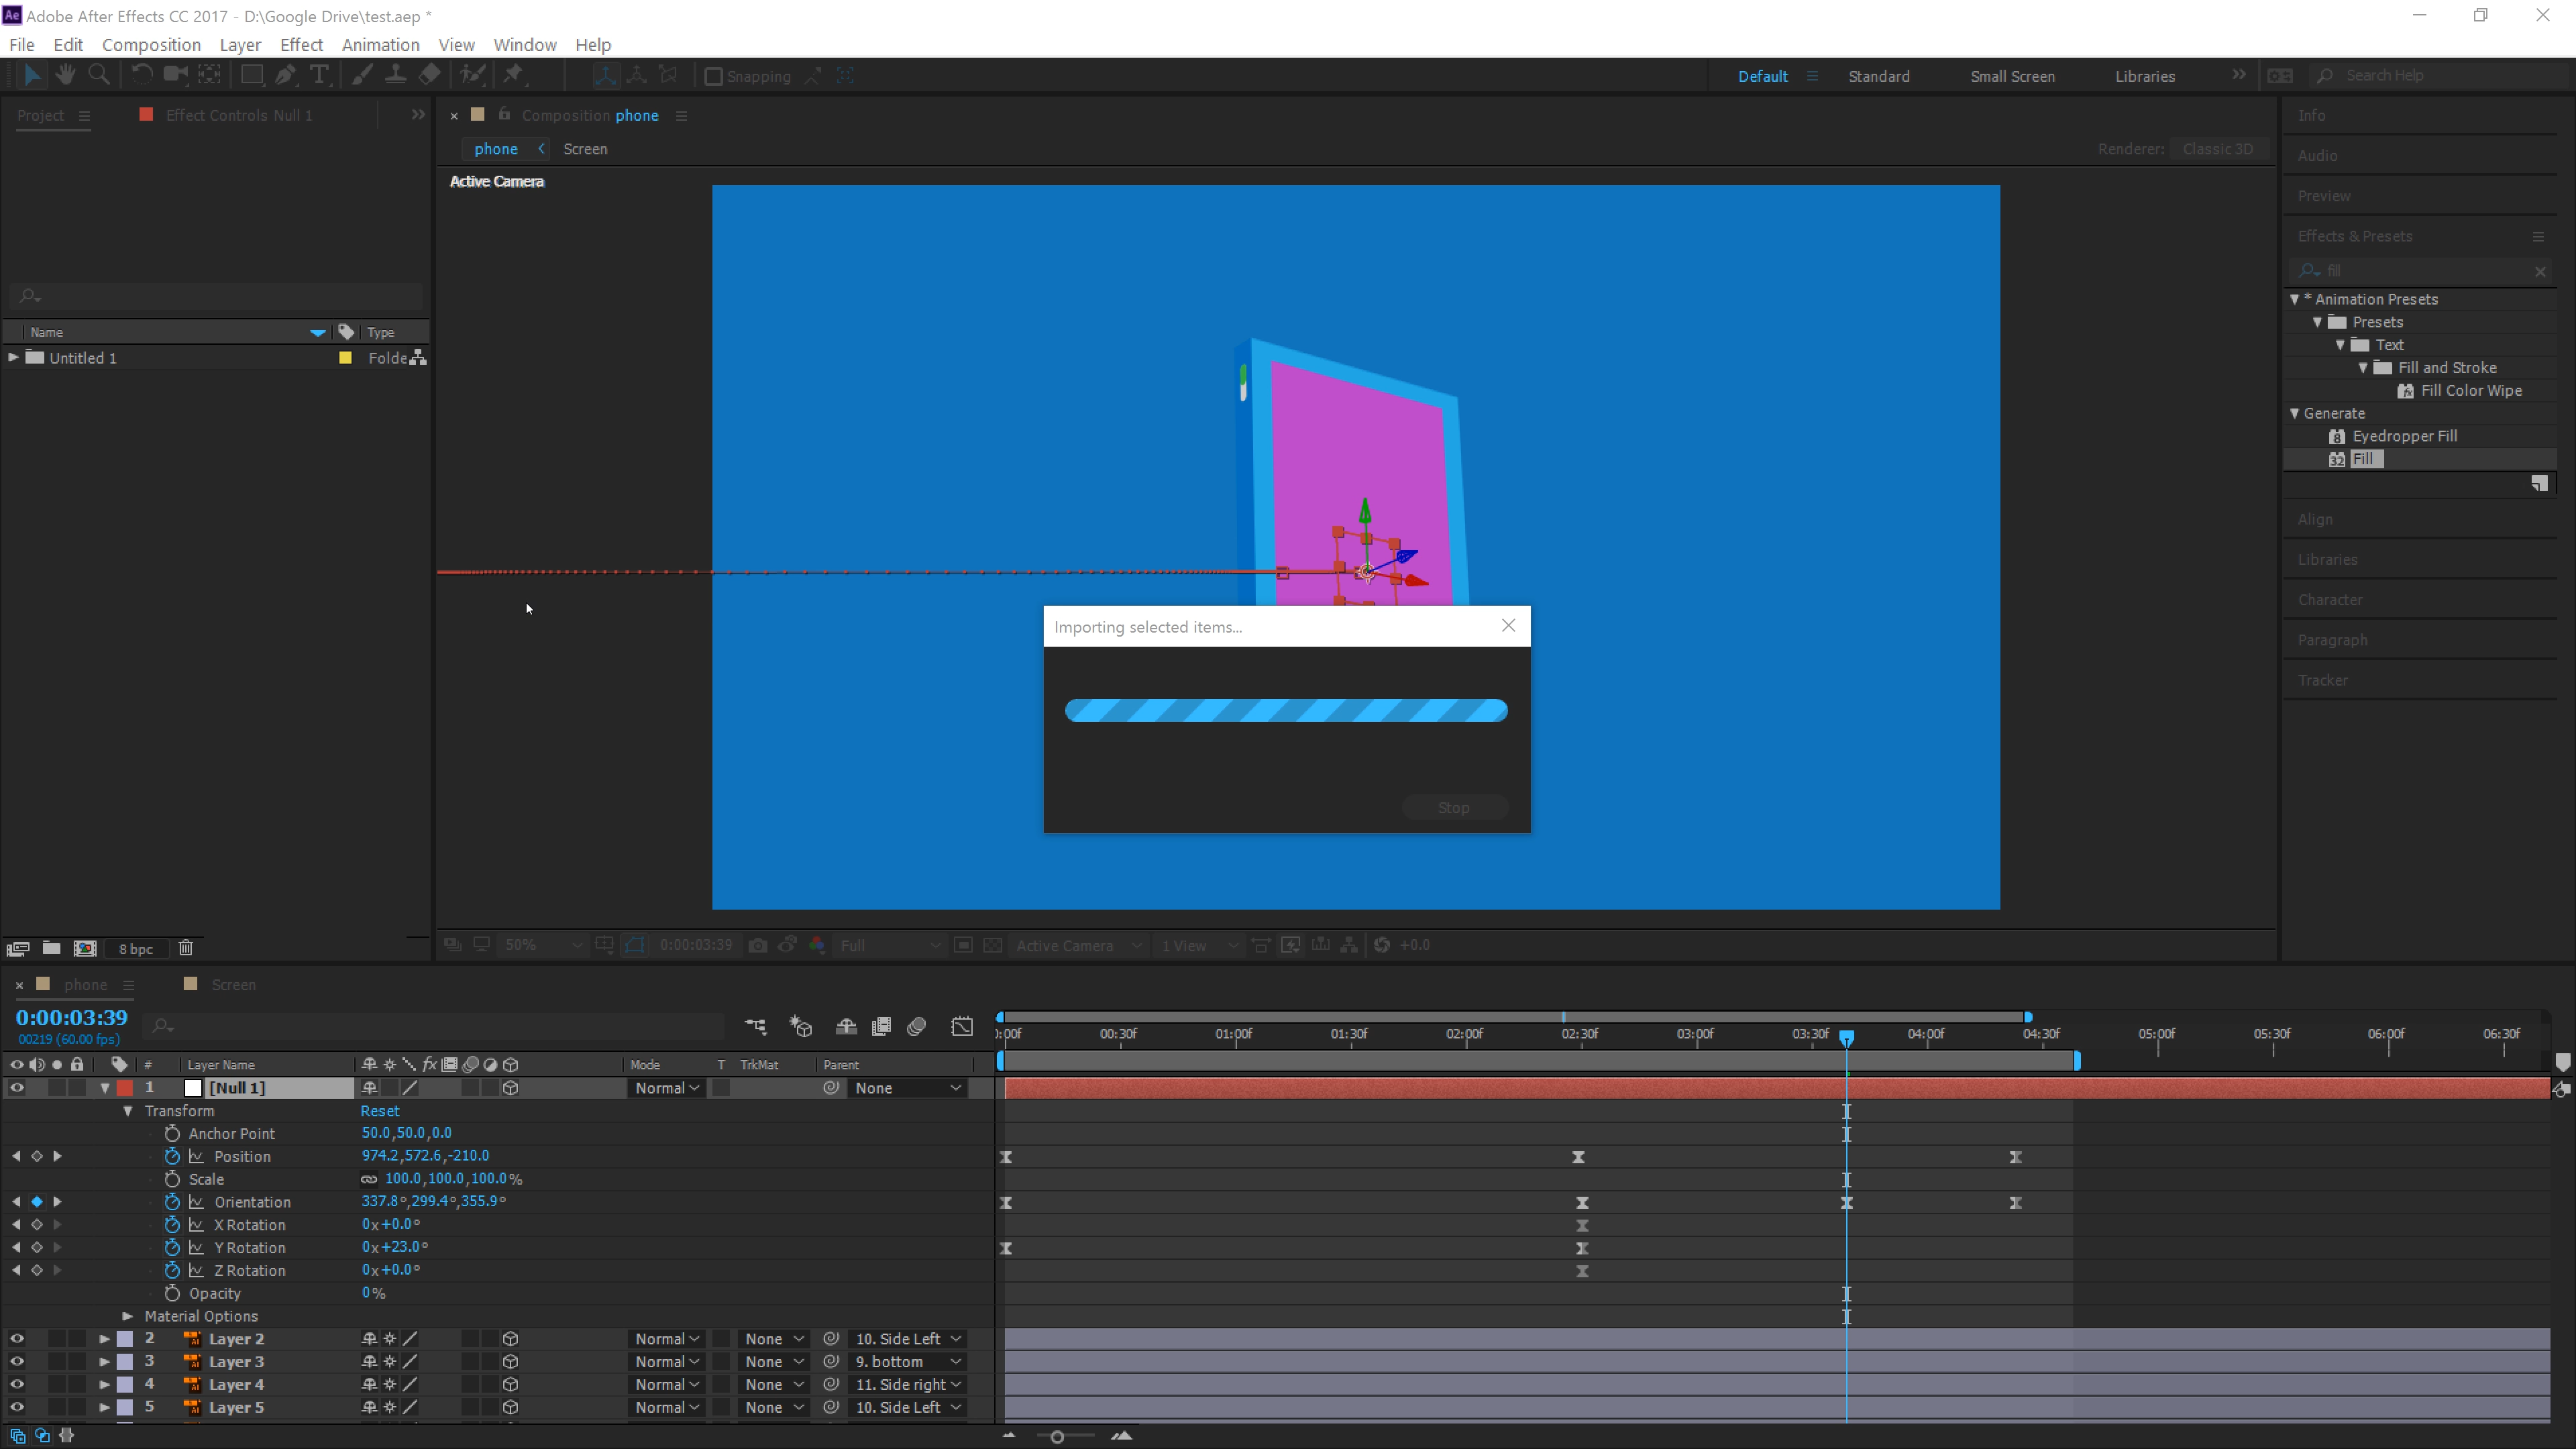 Ae Adobe After Effects CC 2017 - D:\Google Drive\test.aep *
File Edit Composition Layer Effect Animation View Window Help
Snapping Default Standard Small Screen Libraries Search Help
Project Effect Controls Null 1
Composition phone
phone Screen
Renderer: Classic 3D
Active Camera
Name Type
Untitled 1 Folde
Info
Audio
Preview
Effects & Presets
fill
* Animation Presets
Presets
Text
Fill and Stroke
Fill Color Wipe
Generate
8 Eyedropper Fill
32 Fill
Align
Libraries
Character
Paragraph
Tracker
Importing selected items...
Stop
8 bpc
50% 0:00:03:39 Full Active Camera 1 View +0.0
phone Screen
0:00:03:39
00219 (60.00 fps)
):00f 00:30f 01:00f 01:30f 02:00f 02:30f 03:00f 03:30f 04:00f 04:30f 05:00f 05:30f 06:00f 06:30f
# Layer Name fx Mode T TrkMat Parent
1 [Null 1] Normal None
Transform Reset
Anchor Point 50.0,50.0,0.0
Position 974.2,572.6,-210.0
Scale 100.0,100.0,100.0%
Orientation 337.8°,299.4°,355.9°
X Rotation 0x+0.0°
Y Rotation 0x+23.0°
Z Rotation 0x+0.0°
Opacity 0%
Material Options
2 Layer 2 Normal None 10. Side Left
3 Layer 3 Normal None 9. bottom
4 Layer 4 Normal None 11. Side right
5 Layer 5 Normal None 10. Side Left